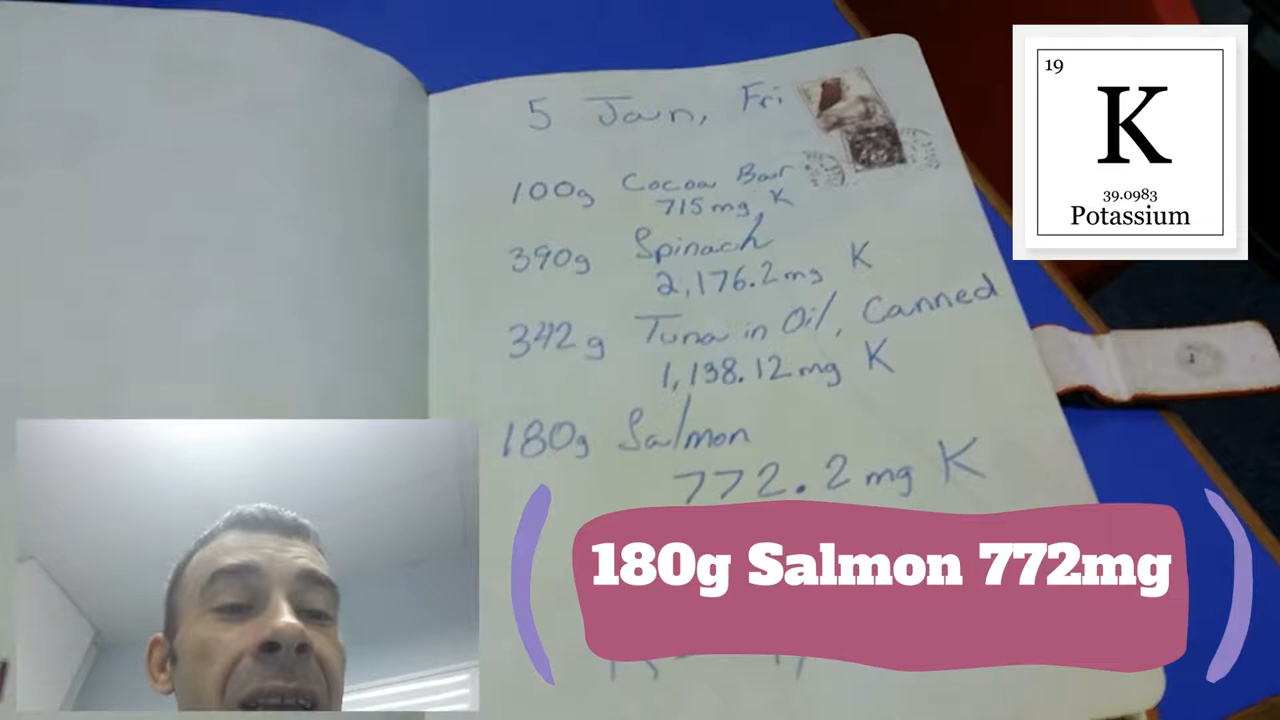 5 Jan, Fri
100g Cocoa Bar
715mg K
390g Spinach
2,176.2mg K
342g Tuna in Oil, Canned
1,138.12mg K
180g Salmon
772.2mg K
180g Salmon 772mg
19
K
39.0983
Potassium